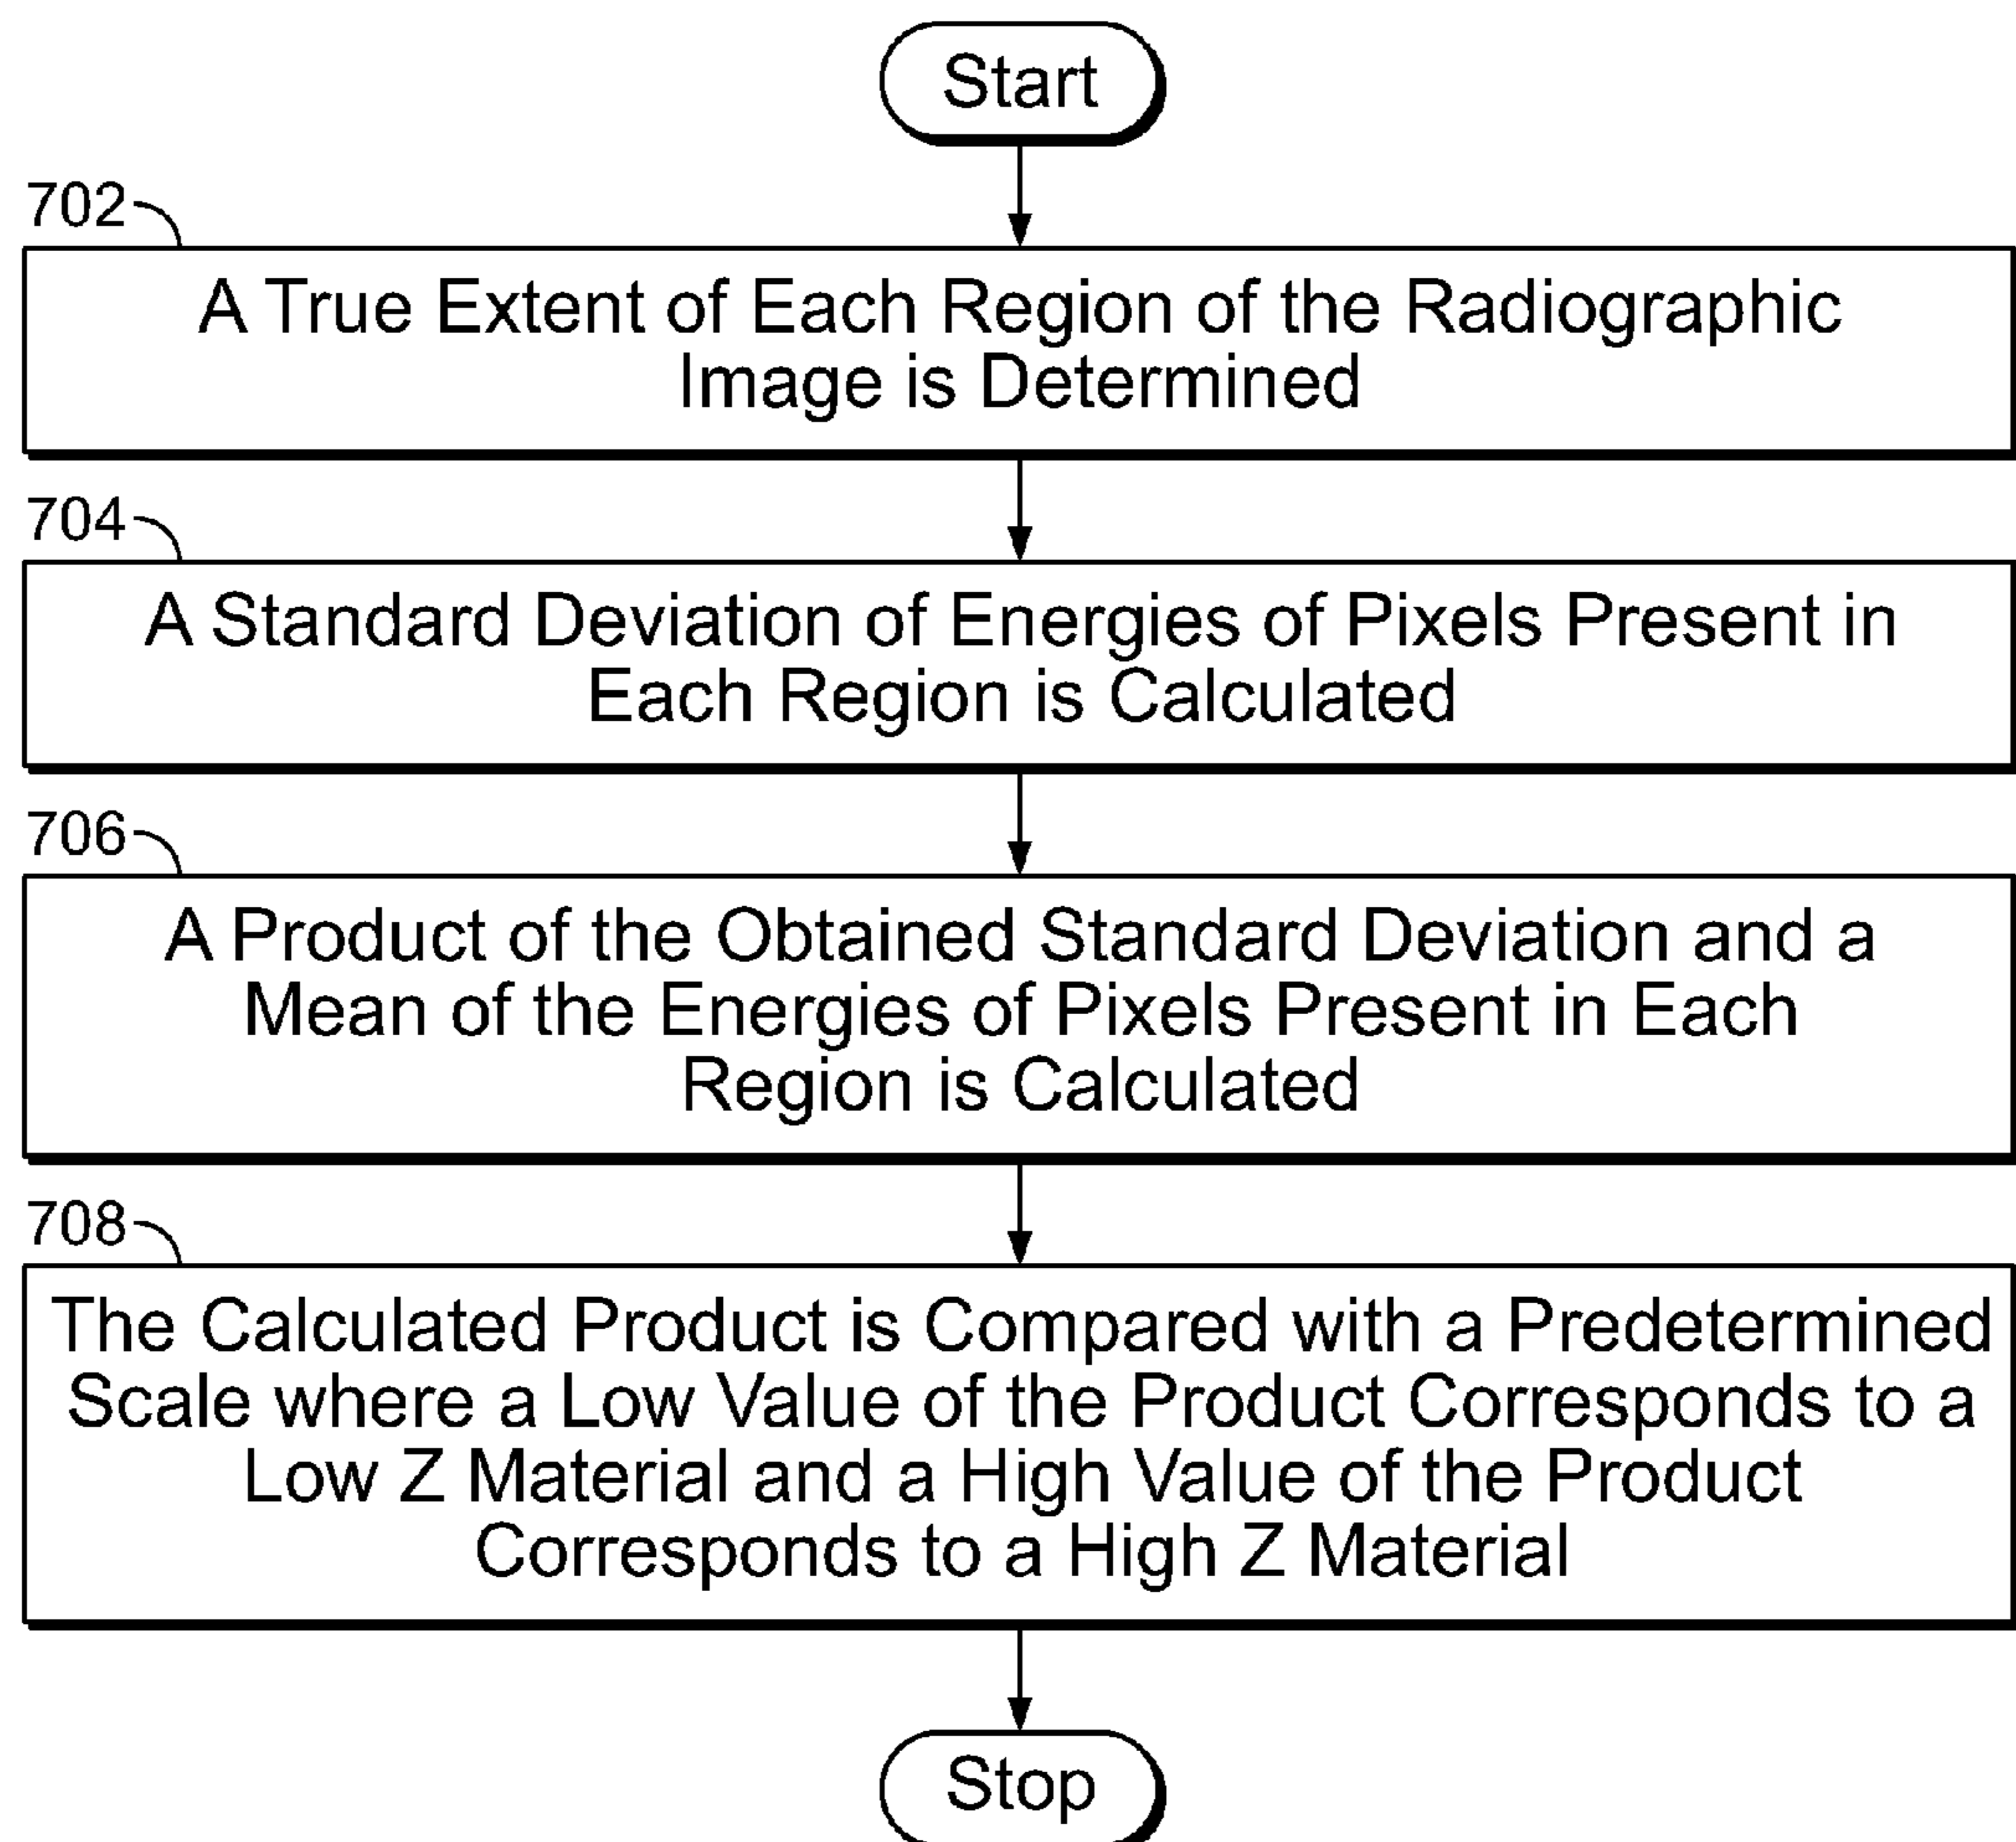 Start
702
A True Extent of Each Region of the Radiographic
Image is Determined
704
A Standard Deviation of Energies of Pixels Present in
Each Region is Calculated
706
A Product of the Obtained Standard Deviation and a
Mean of the Energies of Pixels Present in Each
Region is Calculated
708
The Calculated Product is Compared with a Predetermined
Scale where a Low Value of the Product Corresponds to a
Low Z Material and a High Value of the Product
Corresponds to a High Z Material
Stop